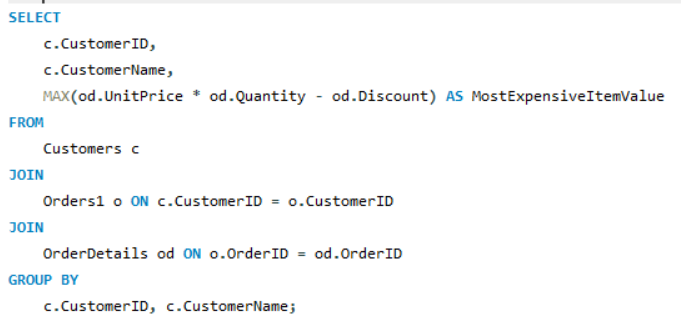 SELECT
c.CustomerID,
c.CustomerName,
MAX(od.UnitPrice * od.Quantity - od.Discount) AS MostExpensiveItemValue
FROM
Customers c
JOIN
Orders1 o ON c.CustomerID = o.CustomerID
JOIN
OrderDetails od ON o.OrderID = od.OrderID
GROUP BY
c.CustomerID, c.CustomerName;